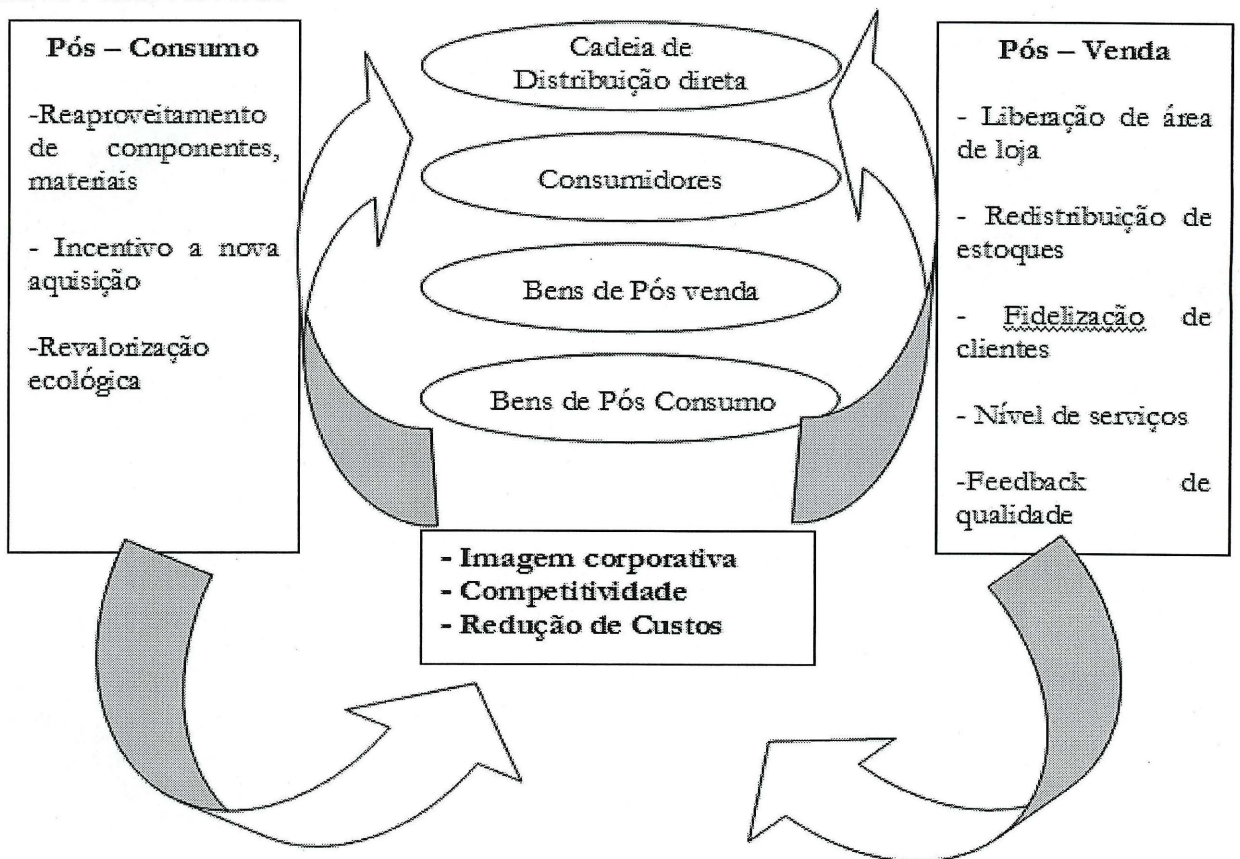 Pós – Consumo
-Reaproveitamento
de componentes,
materiais
- Incentivo a nova
aquisição
-Revalorização
ecológica
Cadeia de
Distribuição direta
Consumidores
Bens de Pós venda
Bens de Pós Consumo
- Imagem corporativa
- Competitividade
- Redução de Custos
Pós – Venda
- Liberação de área
de loja
- Redistribuição de
estoques
- Fidelização de
clientes
- Nível de serviços
-Feedback de
qualidade